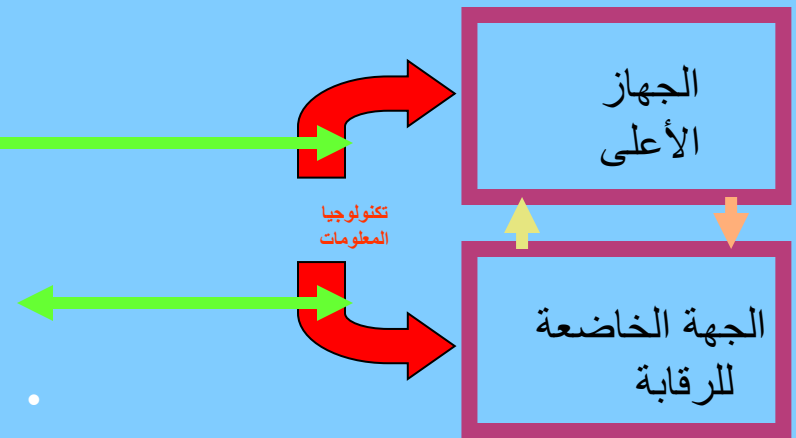 الجهاز
الأعلى
تكنولوجيا
المعلومات
الجهة الخاضعة
للرقابة